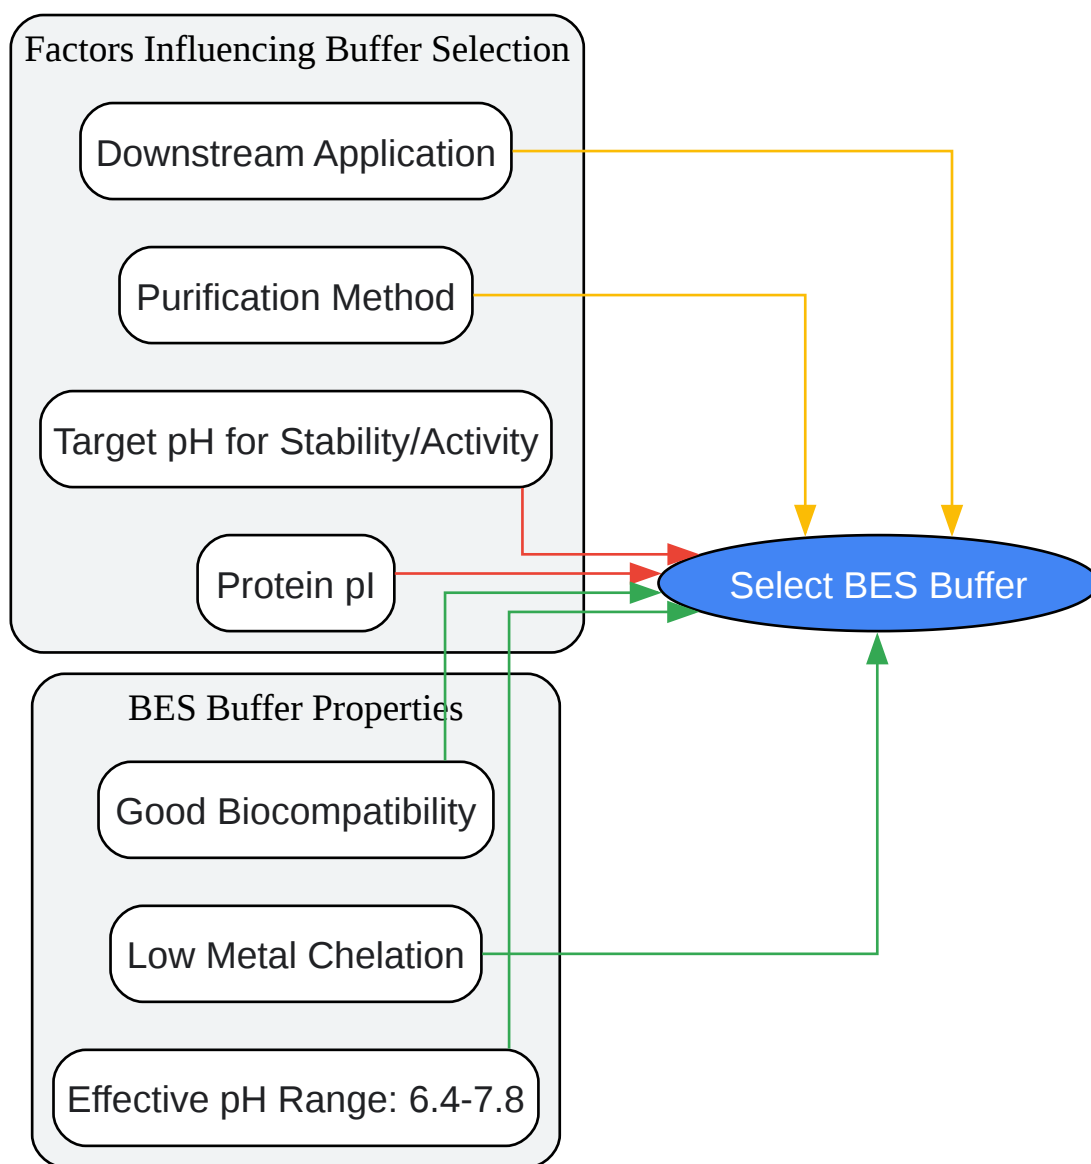 Factors Influencing Buffer Selection
Downstream Application
Purification Method
Target pH for Stability/Activity
Protein pI
Select BES Buffer
BES Buffer Properties
Good Biocompatibility
Low Metal Chelation
Effective pH Range: 6.4-7.8